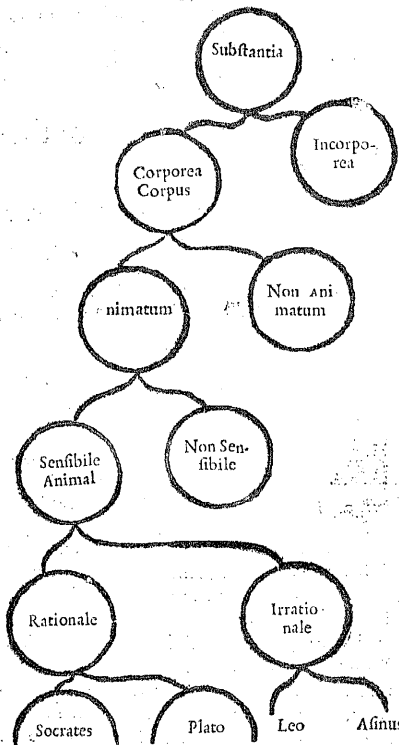 Subſtantia
Incorpo-
rea
Corporea
Corpus
nimatum
Non Ani
matum
Senſibile
Animal
Non Sen-
ſibile
Rationale
Irratio
nale
Socrates
Plato
Leo
Aſinus